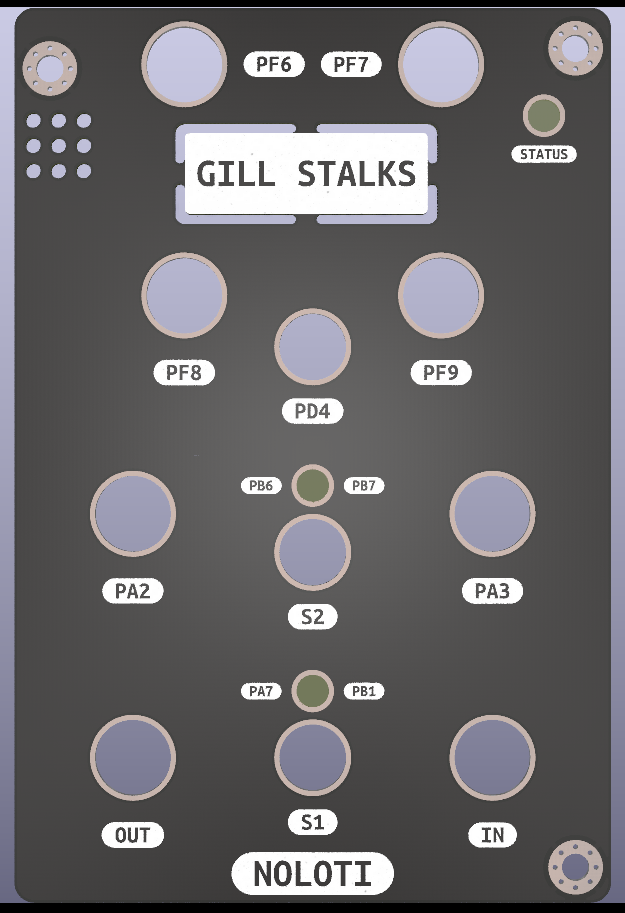 PF6 PF7
STATUS
GILL STALKS
PF8 PF9
PD4
PB6 PB7
PA2 PA3
S2
PA7 PB1
S1
OUT IN
NOLOTI